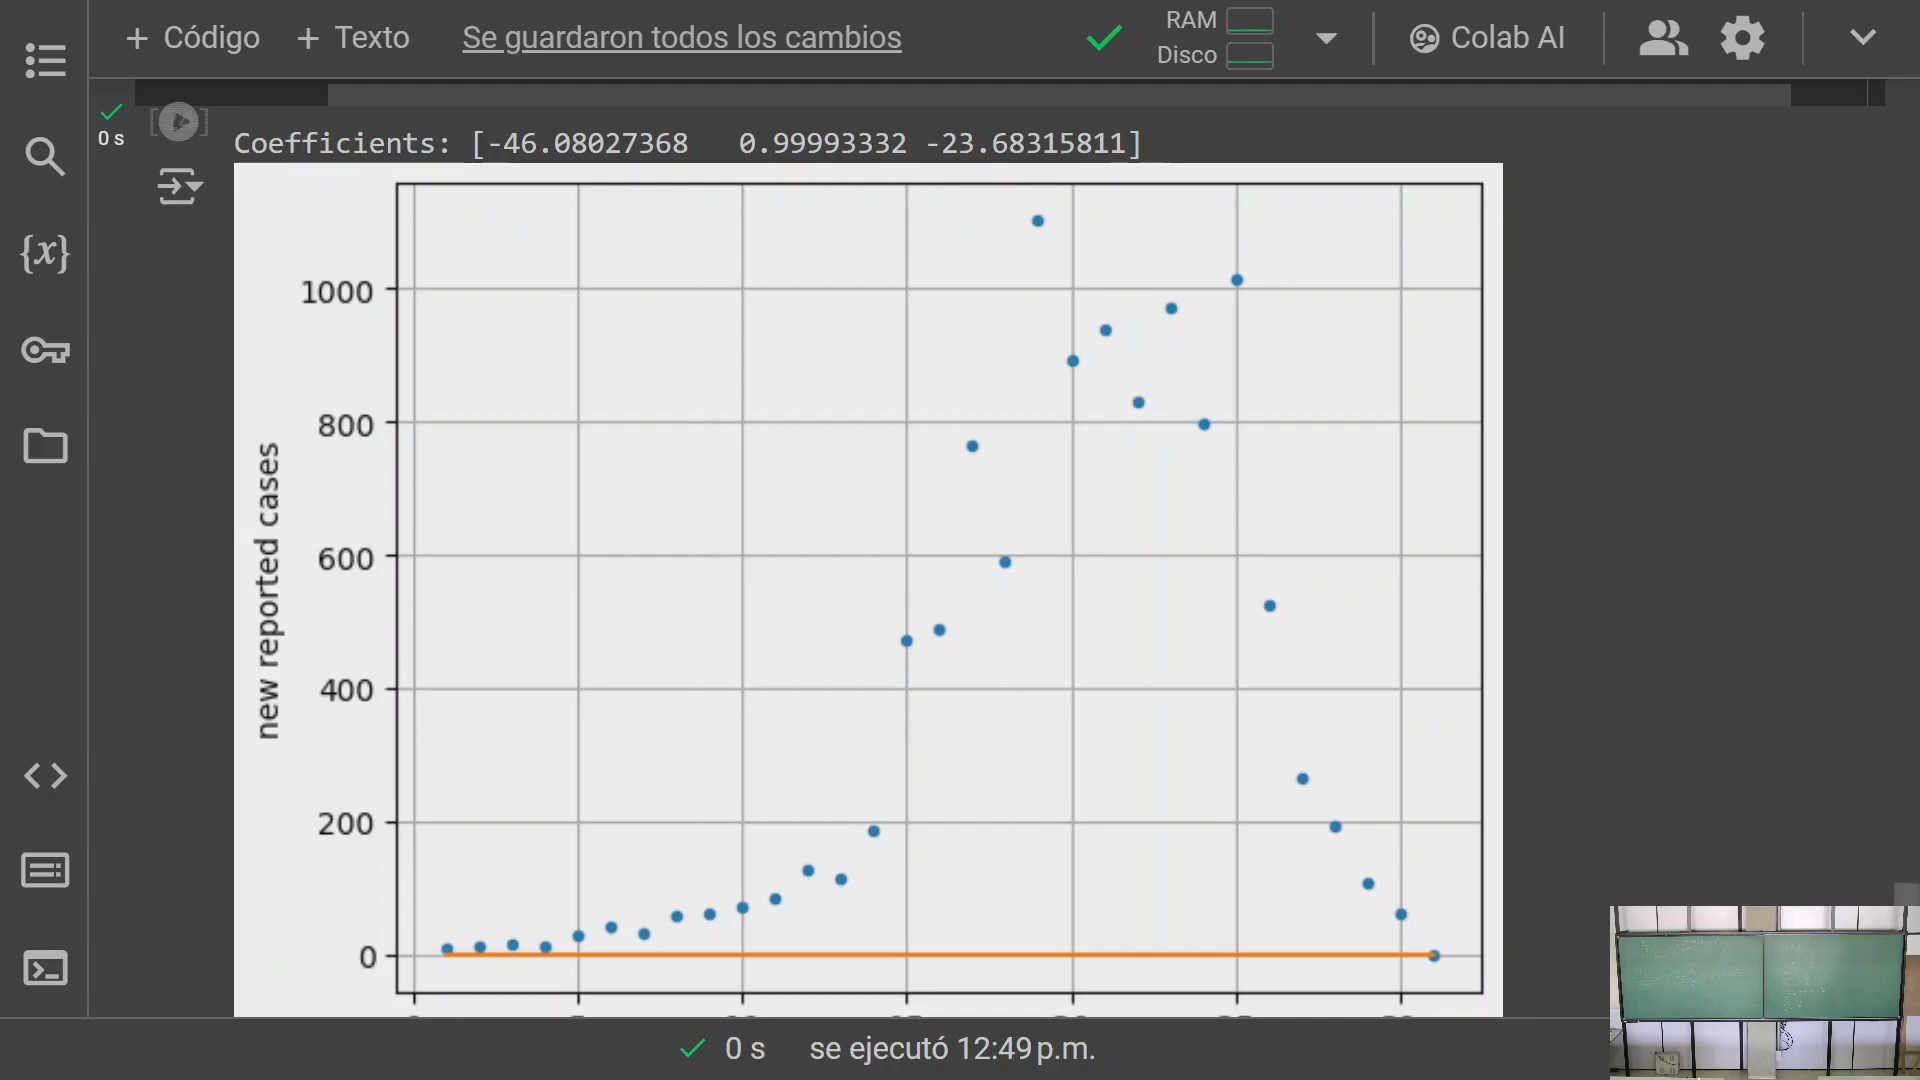 + Código + Texto Se guardaron todos los cambios
RAM
Disco
Colab AI
0 s
Coefficients: [-46.08027368 0.99993332 -23.68315811]
{x}
1000
800
600
400
200
0
new reported cases
0 s se ejecutó 12:49 p.m.